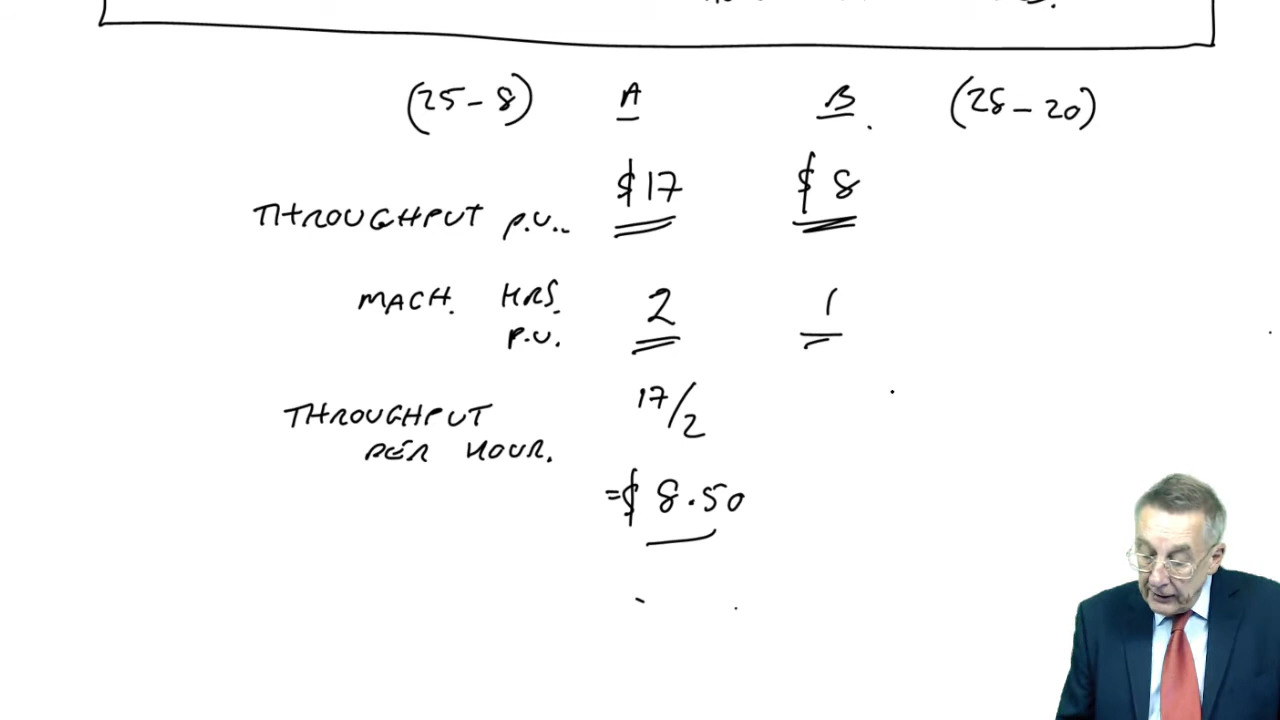 (25-8) A B. (28-20)
THROUGHPUT P.U.. $17 $8
MACH. HRS. P.U. 2 1
THROUGHPUT PER HOUR. 17/2
=$ 8.50